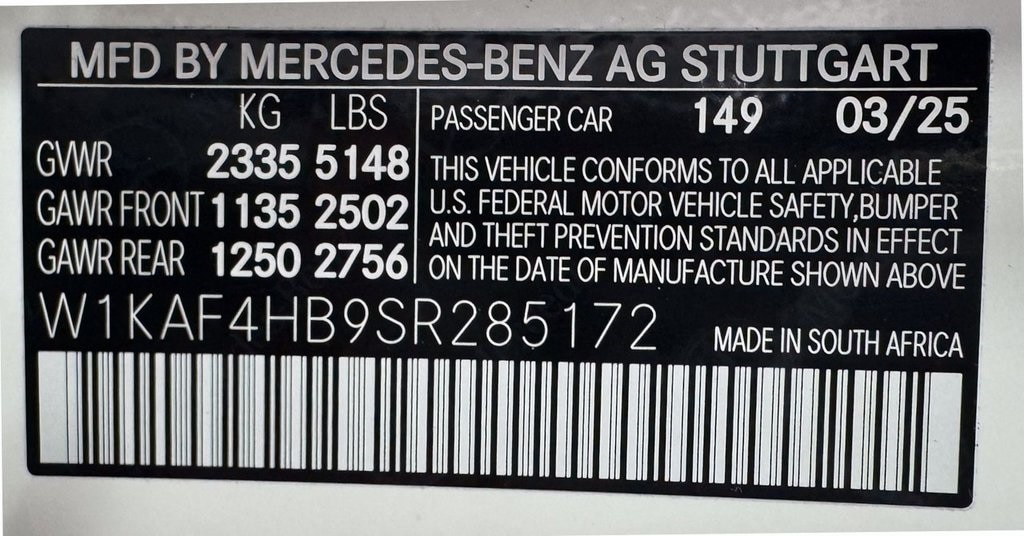 MFD BY MERCEDES-BENZ AG STUTTGART
KG LBS
GVWR 2335 5148
GAWR FRONT 1135 2502
GAWR REAR 1250 2756
PASSENGER CAR 149 03/25
THIS VEHICLE CONFORMS TO ALL APPLICABLE
U.S. FEDERAL MOTOR VEHICLE SAFETY,BUMPER
AND THEFT PREVENTION STANDARDS IN EFFECT
ON THE DATE OF MANUFACTURE SHOWN ABOVE
W1KAF4HB9SR285172
MADE IN SOUTH AFRICA